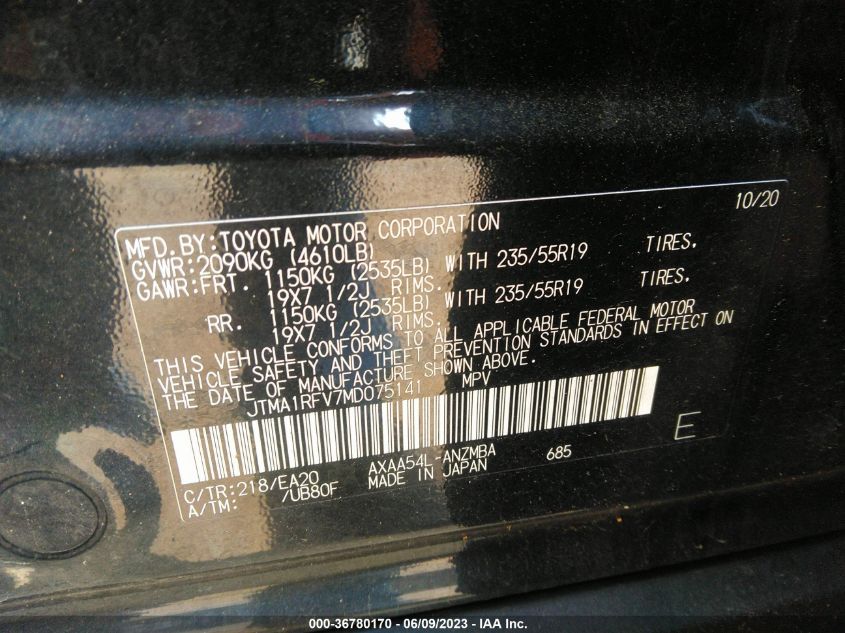 10/20
MFD.BY:TOYOTA MOTOR CORPORATION
GVWR:2090KG (4610LB)
GAWR:FRT. 1150KG (2535LB) WITH 235/55R19 TIRES.
19X7 1/2J RIMS.
RR. 1150KG (2535LB) WITH 235/55R19 TIRES.
19X7 1/2J RIMS.
THIS VEHICLE CONFORMS TO ALL APPLICABLE FEDERAL MOTOR
VEHICLE SAFETY AND THEFT PREVENTION STANDARDS IN EFFECT ON
THE DATE OF MANUFACTURE SHOWN ABOVE.
JTMA1RFV7MD075141 MPV
E
C/TR:218/EA20 AXAA54L-ANZMBA 685
A/TM: /UB80F MADE IN JAPAN
000-36780170 - 06/09/2023 - IAA Inc.